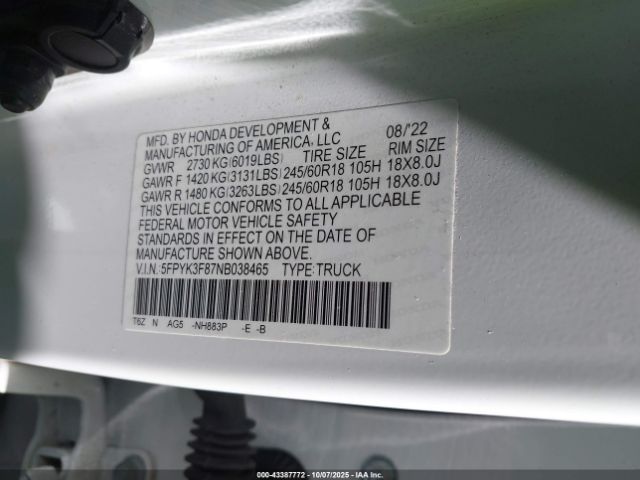 MFD. BY HONDA DEVELOPMENT & 08/'22
MANUFACTURING OF AMERICA, LLC
GVWR 2730 KG(6019LBS) TIRE SIZE RIM SIZE
GAWR F 1420 KG(3131LBS) 245/60R18 105H 18X8.0J
GAWR R 1480 KG(3263LBS) 245/60R18 105H 18X8.0J
THIS VEHICLE CONFORMS TO ALL APPLICABLE
FEDERAL MOTOR VEHICLE SAFETY
STANDARDS IN EFFECT ON THE DATE OF
MANUFACTURE SHOWN ABOVE.
V.I.N.: 5FPYK3F87NB038465 TYPE:TRUCK
T6Z N AG5 -NH883P -E -B
000-43387772 | 10/07/2025 | IAAI.COM